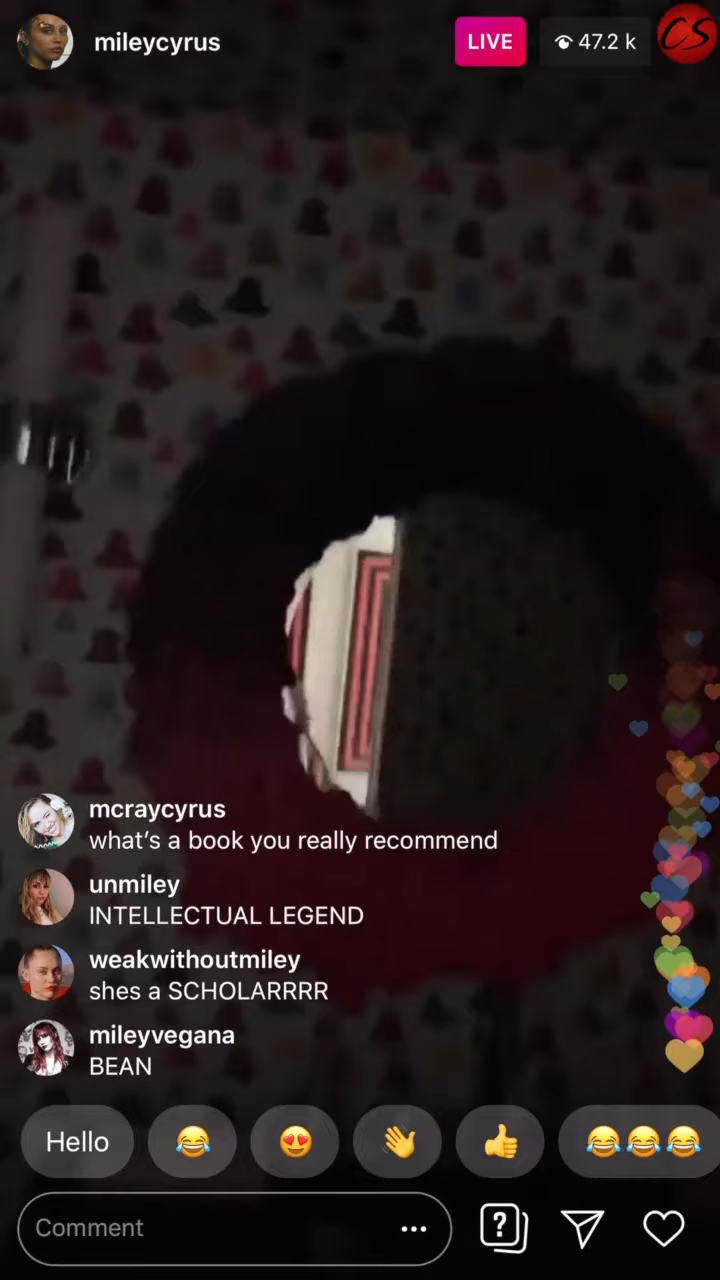 mileycyrus
LIVE
47.2 k
CS
mcraycyrus
what's a book you really recommend
unmiley
INTELLECTUAL LEGEND
weakwithoutmiley
shes a SCHOLARRRR
mileyvegana
BEAN
Hello
Comment